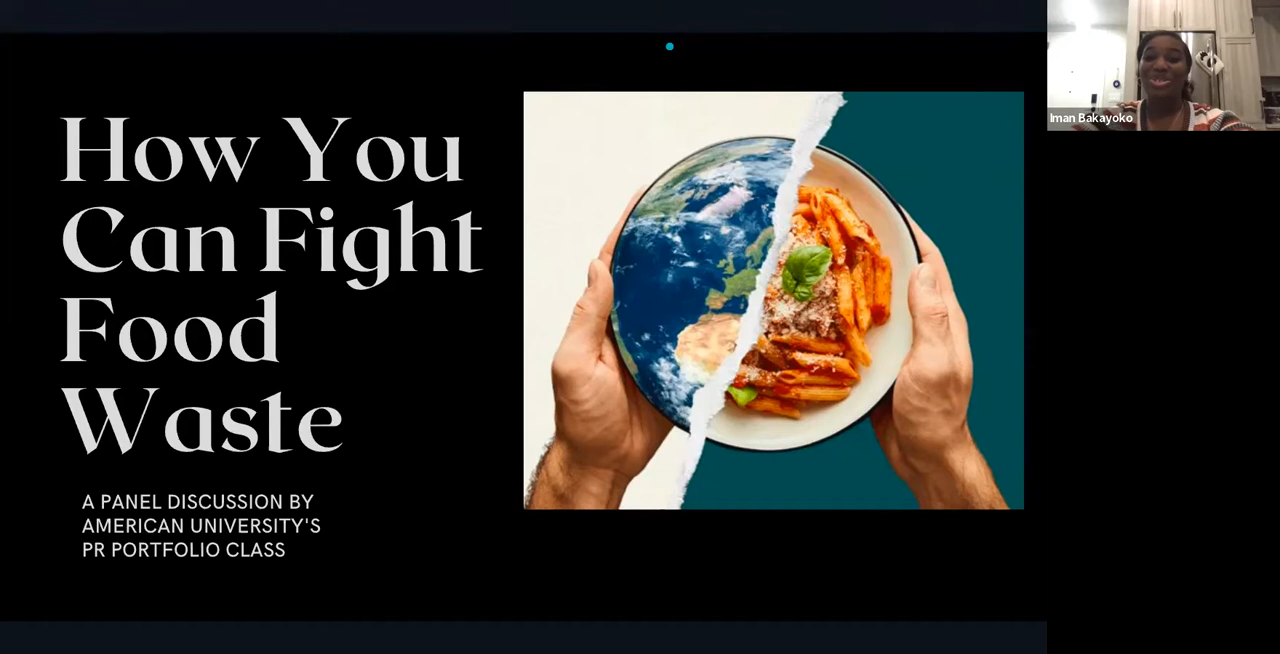 How You
Can Fight
Food
Waste
A PANEL DISCUSSION BY
AMERICAN UNIVERSITY'S
PR PORTFOLIO CLASS
Iman Bakayoko